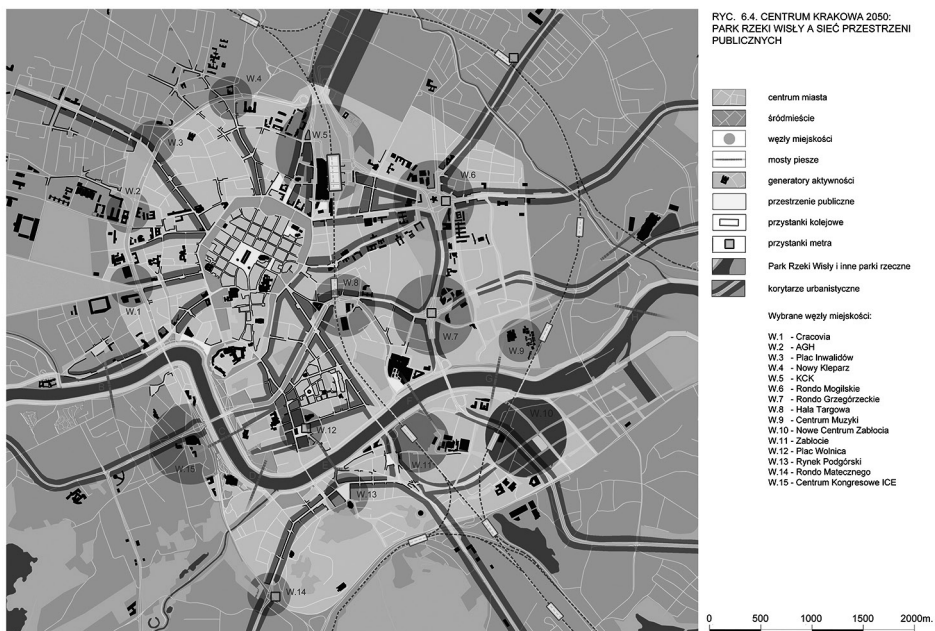 RYC. 6.4. CENTRUM KRAKOWA 2050:
PARK RZEKI WISŁY A SIEĆ PRZESTRZENI
PUBLICZNYCH
centrum miasta
śródmieście
węzły miejskości
mosty piesze
generatory aktywności
przestrzenie publiczne
przystanki kolejowe
przystanki metra
Park Rzeki Wisły i inne parki rzeczne
korytarze urbanistyczne
Wybrane węzły miejskości:
W.1 - Cracovia
W.2 - AGH
W.3 - Plac Inwalidów
W.4 - Nowy Kleparz
W.5 - KCK
W.6 - Rondo Mogilskie
W.7 - Rondo Grzegórzeckie
W.8 - Hala Targowa
W.9 - Centrum Muzyki
W.10 - Nowe Centrum Zabłocia
W.11 - Zabłocie
W.12 - Plac Wolnica
W.13 - Rynek Podgórski
W.14 - Rondo Matecznego
W.15 - Centrum Kongresowe ICE
W.4
W.5
W.3
W.6
W.2
W.8
W.1
W.7
W.9
W.10
W.12
W.11
W.15
W.13
W.14
0 500 1000 1500 2000m.